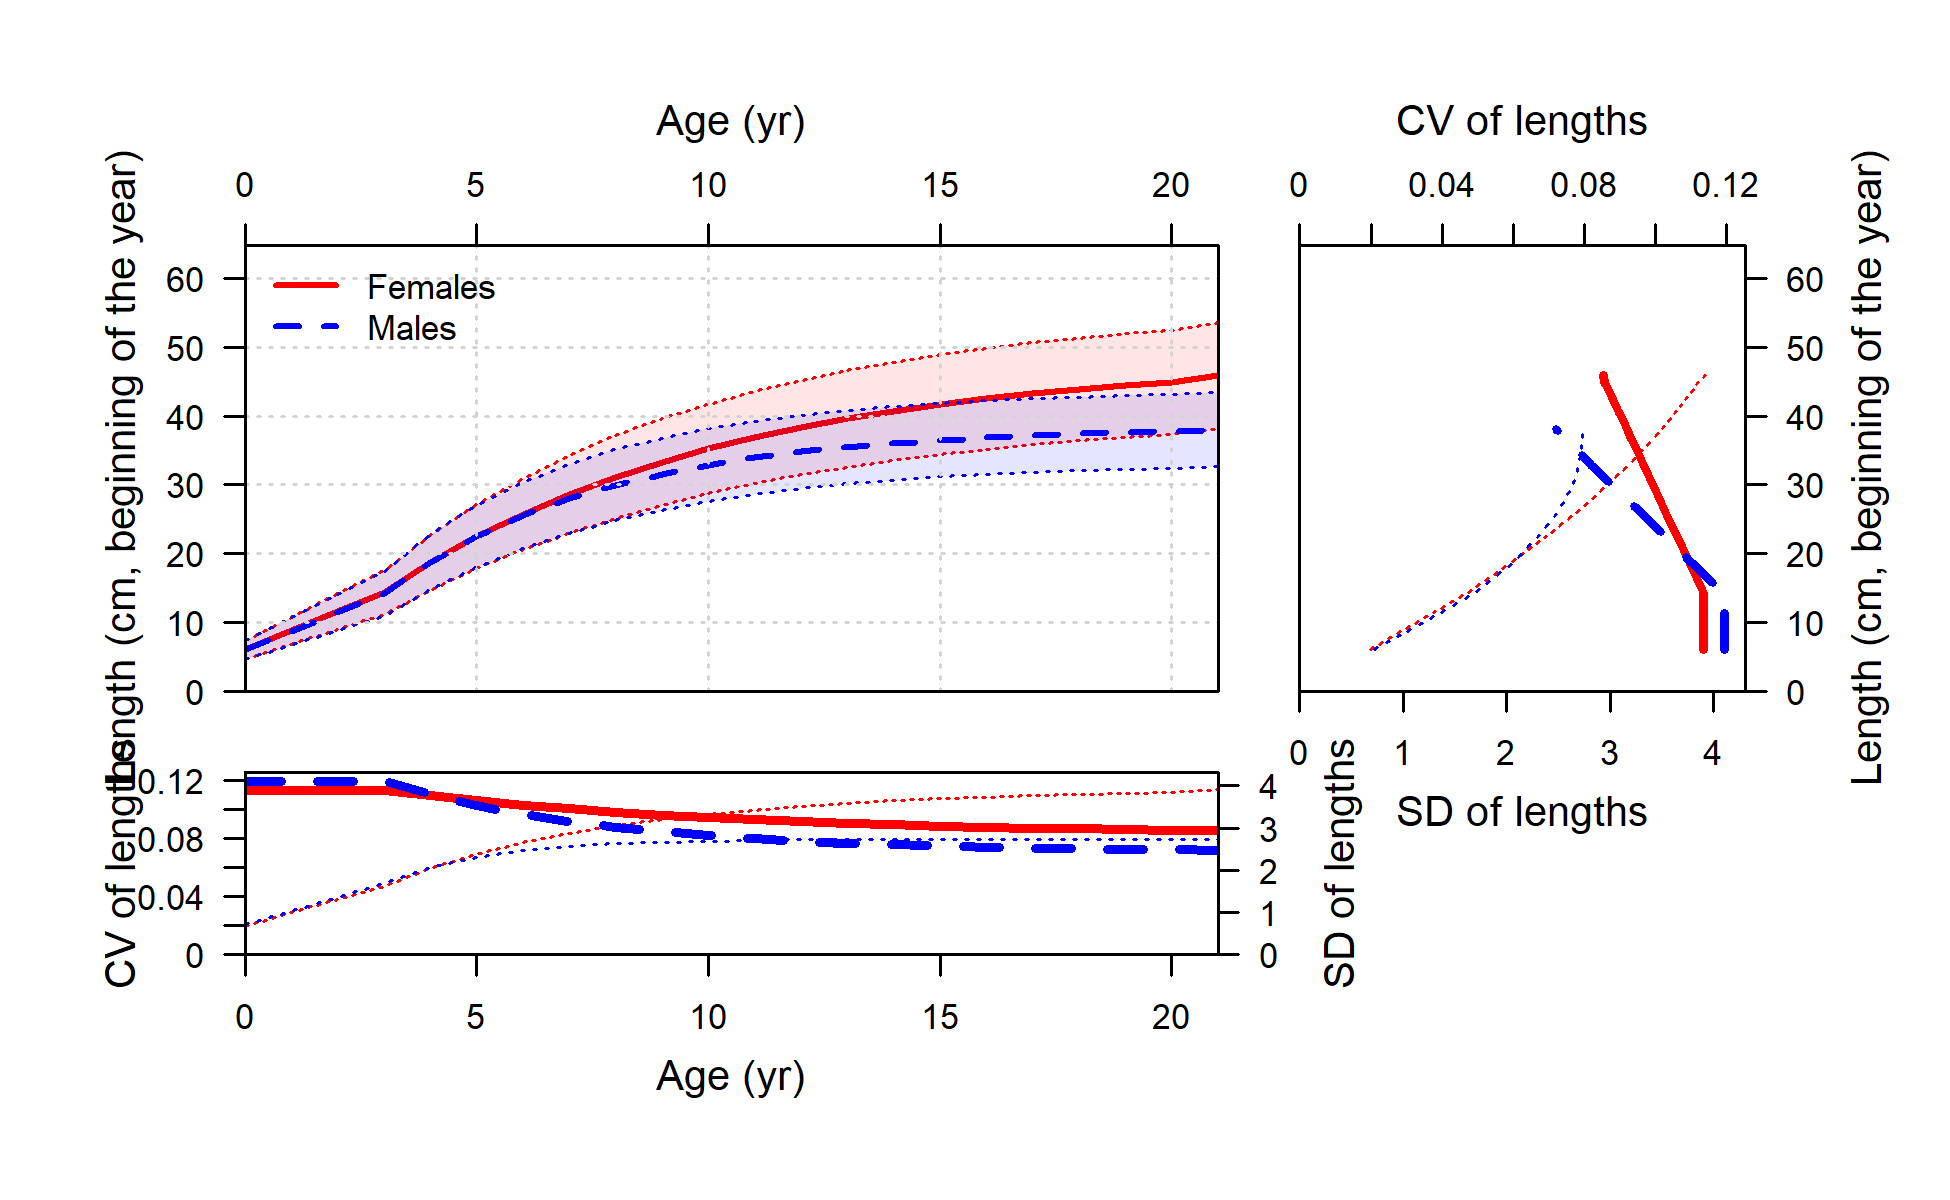 Age (yr)
CV of lengths
0 5 10 15 20
0 0.04 0.08 0.12
Length (cm, beginning of the year)
60
50
40
30
20
10
0
Females
Males
60
50
40
30
20
10
0
Length (cm, beginning of the year)
0 1 2 3 4
SD of lengths
CV of lengths
0.12
0.08
0.04
0
4
3
2
1
0
SD of lengths
0 5 10 15 20
Age (yr)